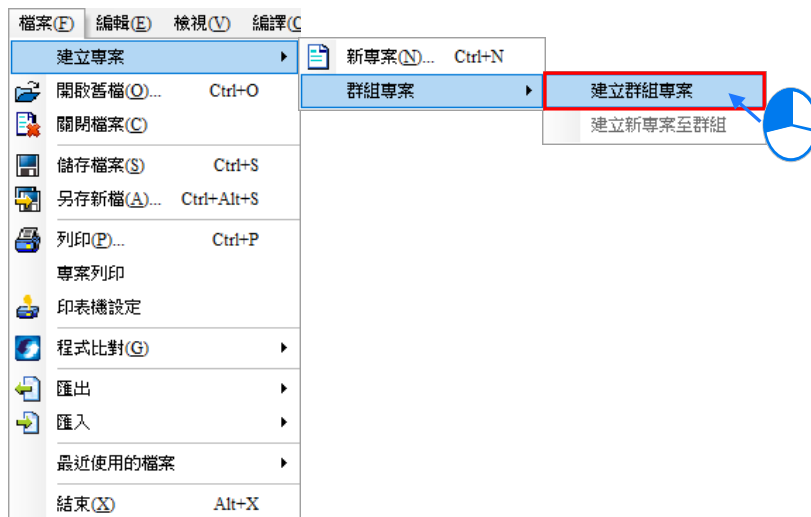 檔案(F) 編輯(E) 檢視(V) 編譯(C
建立專案
新專案(N)... Ctrl+N
群組專案
建立群組專案
建立新專案至群組
開啟舊檔(O)... Ctrl+O
關閉檔案(C)
儲存檔案(S) Ctrl+S
另存新檔(A)... Ctrl+Alt+S
列印(P)... Ctrl+P
專案列印
印表機設定
程式比對(G)
匯出
匯入
最近使用的檔案
結束(X) Alt+X